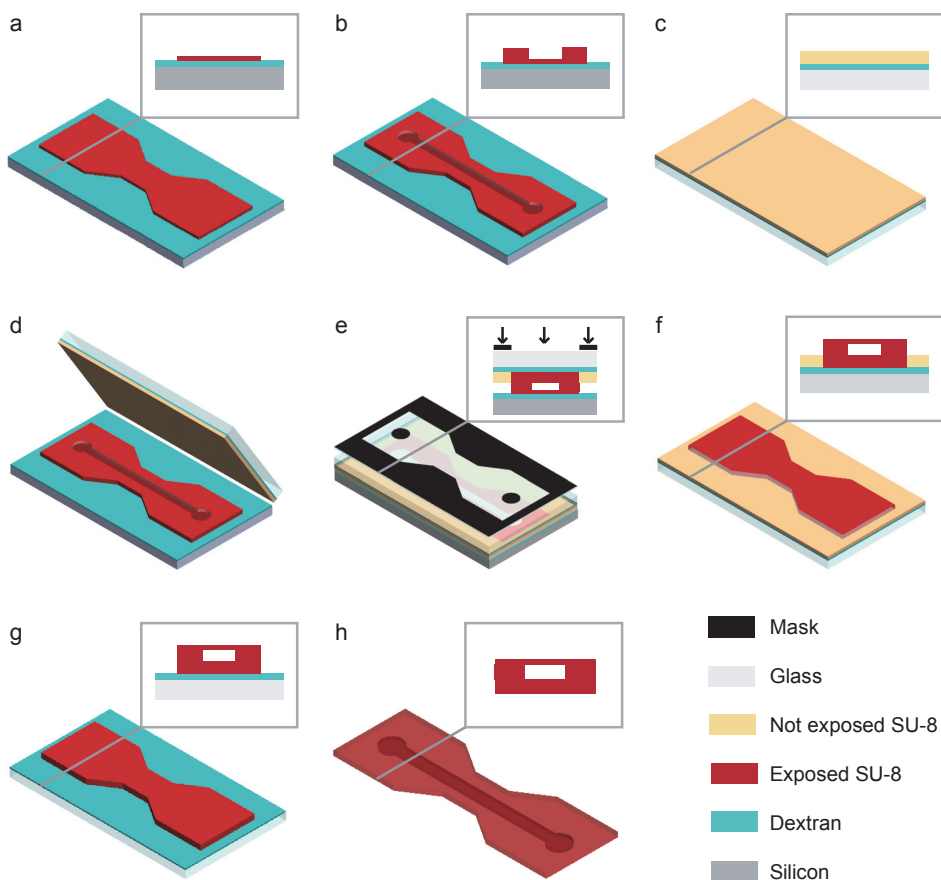 a
b
c
d
e
f
g
h
Mask
Glass
Not exposed SU-8
Exposed SU-8
Dextran
Silicon